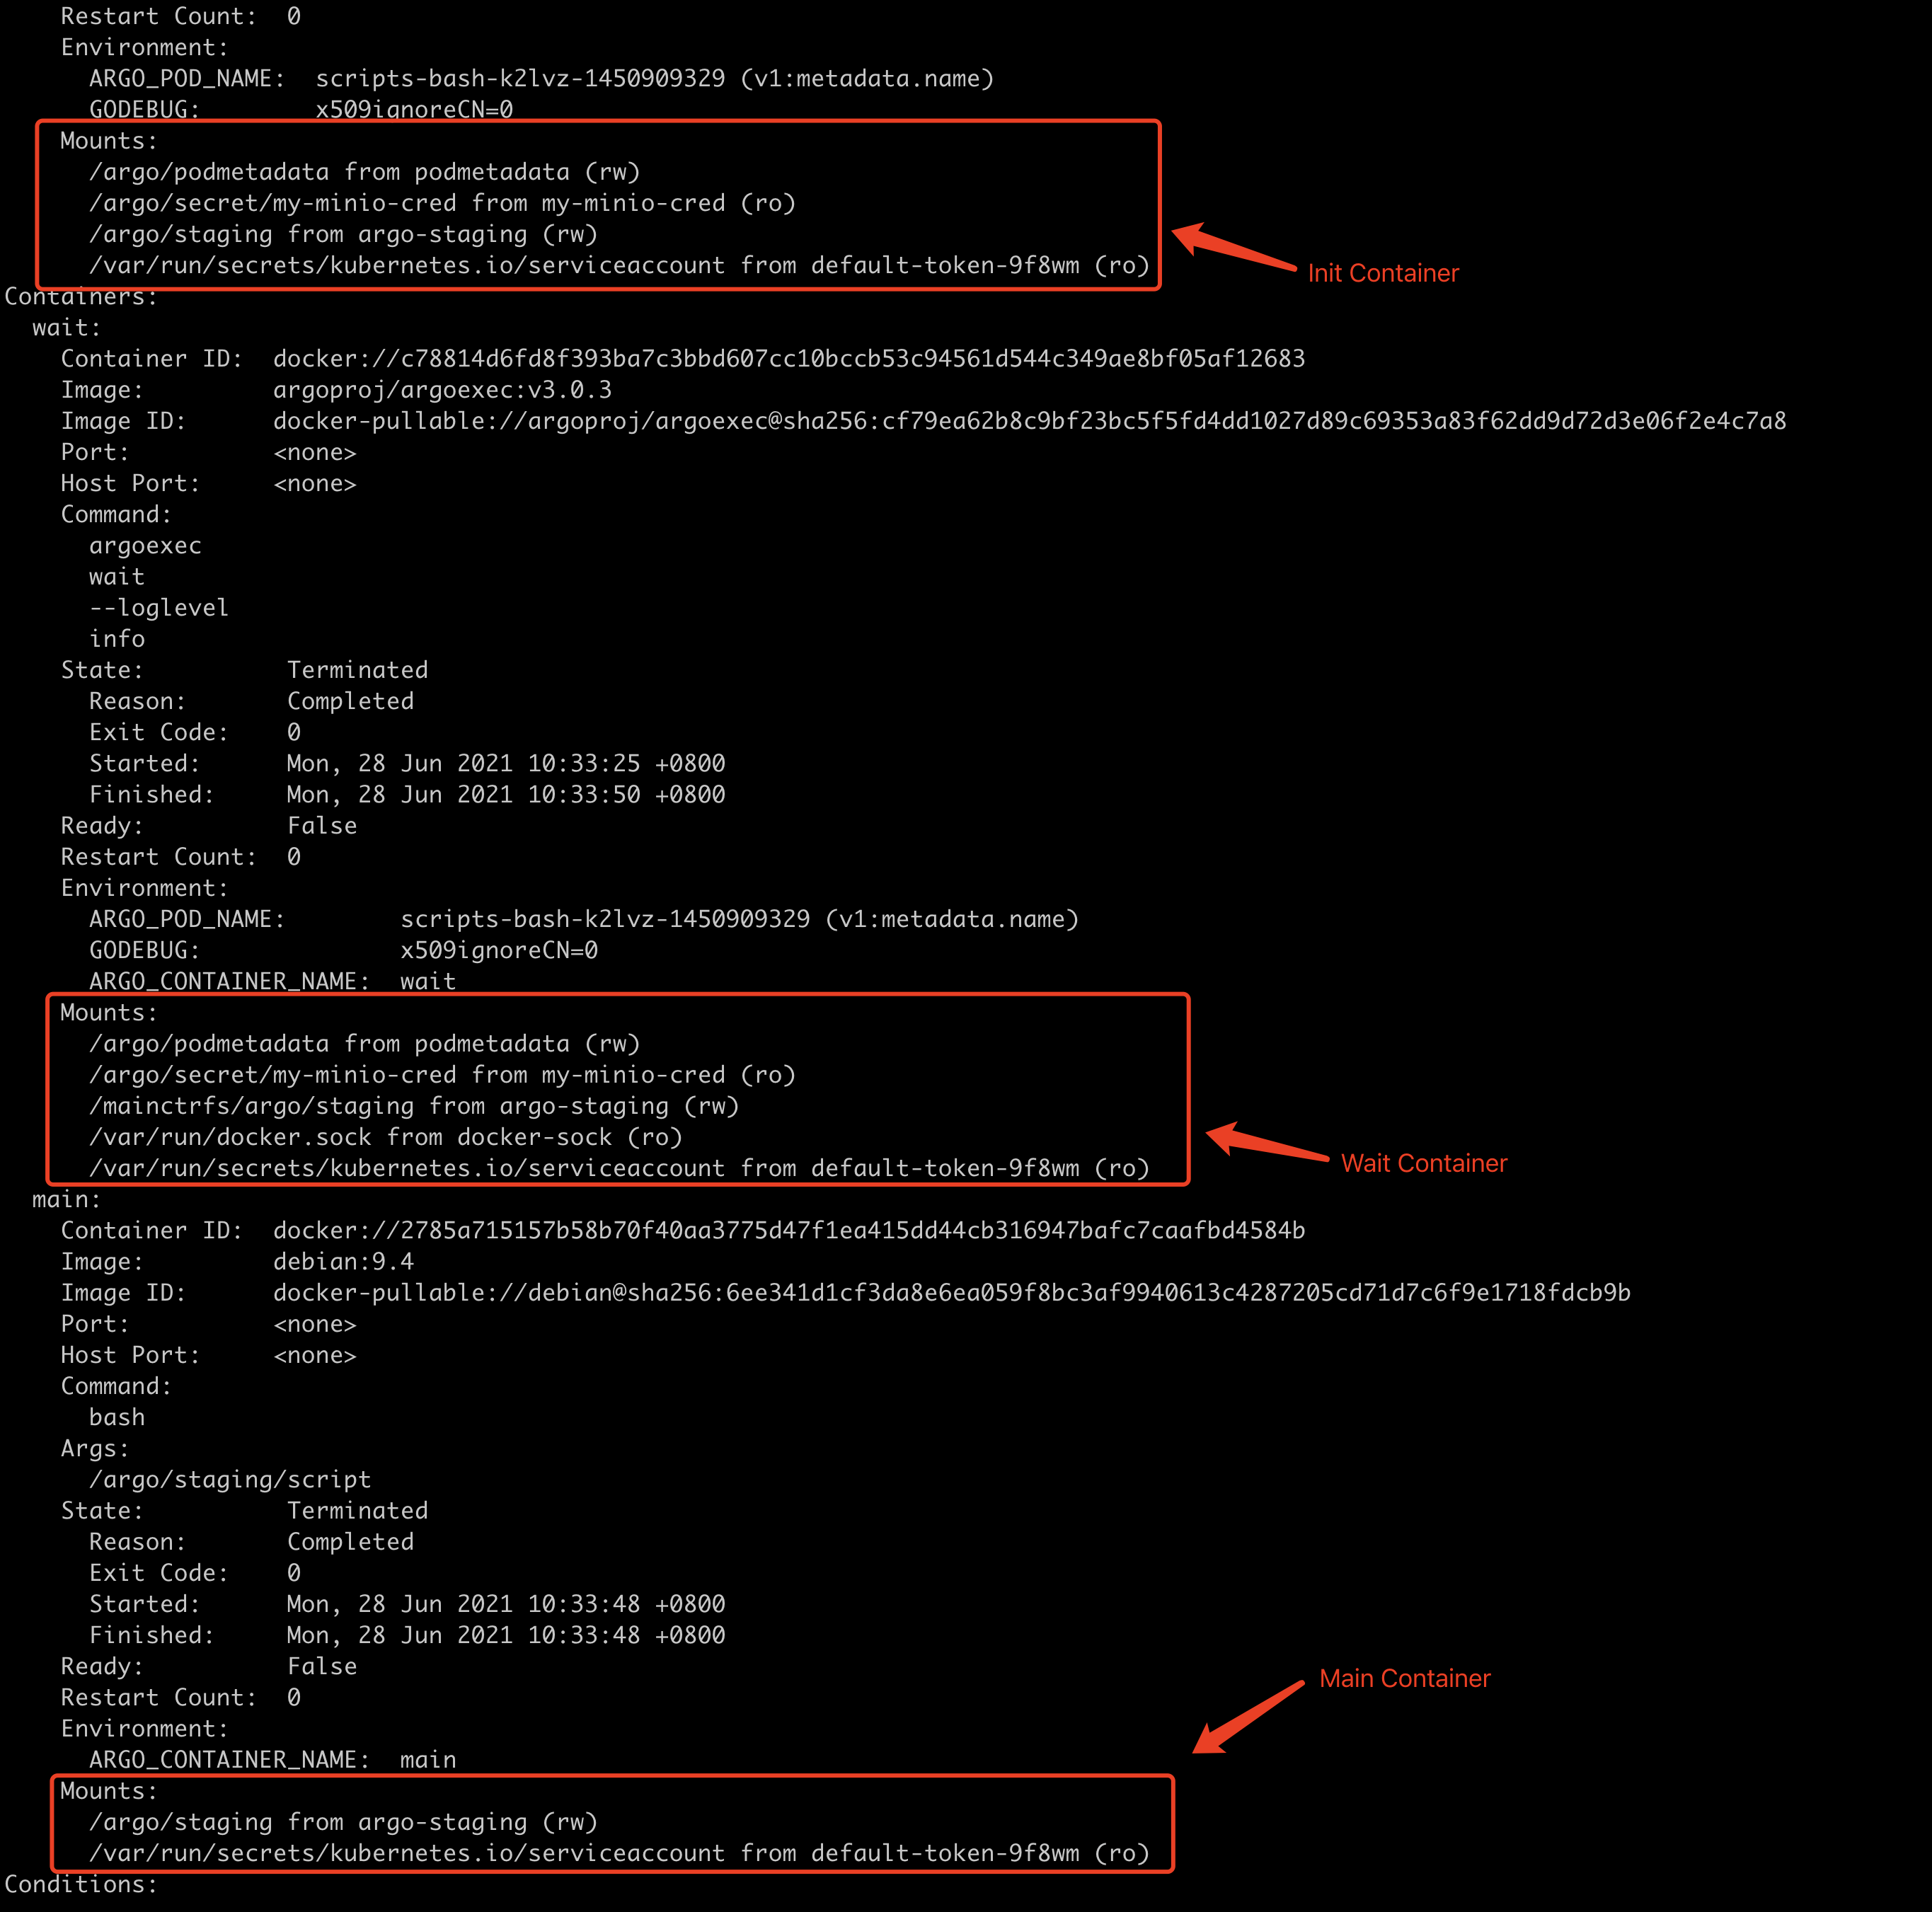 Restart Count:  0
Environment:
ARGO_POD_NAME:  scripts-bash-k2lvz-1450909329 (v1:metadata.name)
GODEBUG:        x509ignoreCN=0
Mounts:
/argo/podmetadata from podmetadata (rw)
/argo/secret/my-minio-cred from my-minio-cred (ro)
/argo/staging from argo-staging (rw)
/var/run/secrets/kubernetes.io/serviceaccount from default-token-9f8wm (ro)
Init Container
Containers:
wait:
Container ID:  docker://c78814d6fd8f393ba7c3bbd607cc10bccb53c94561d544c349ae8bf05af12683
Image:         argoproj/argoexec:v3.0.3
Image ID:      docker-pullable://argoproj/argoexec@sha256:cf79ea62b8c9bf23bc5f5fd4dd1027d89c69353a83f62dd9d72d3e06f2e4c7a8
Port:          <none>
Host Port:     <none>
Command:
argoexec
wait
--loglevel
info
State:          Terminated
Reason:       Completed
Exit Code:    0
Started:      Mon, 28 Jun 2021 10:33:25 +0800
Finished:     Mon, 28 Jun 2021 10:33:50 +0800
Ready:          False
Restart Count:  0
Environment:
ARGO_POD_NAME:        scripts-bash-k2lvz-1450909329 (v1:metadata.name)
GODEBUG:              x509ignoreCN=0
ARGO_CONTAINER_NAME:  wait
Mounts:
/argo/podmetadata from podmetadata (rw)
/argo/secret/my-minio-cred from my-minio-cred (ro)
/mainctrfs/argo/staging from argo-staging (rw)
/var/run/docker.sock from docker-sock (ro)
/var/run/secrets/kubernetes.io/serviceaccount from default-token-9f8wm (ro)
Wait Container
main:
Container ID:  docker://2785a715157b58b70f40aa3775d47f1ea415dd44cb316947bafc7caafbd4584b
Image:         debian:9.4
Image ID:      docker-pullable://debian@sha256:6ee341d1cf3da8e6ea059f8bc3af9940613c4287205cd71d7c6f9e1718fdcb9b
Port:          <none>
Host Port:     <none>
Command:
bash
Args:
/argo/staging/script
State:          Terminated
Reason:       Completed
Exit Code:    0
Started:      Mon, 28 Jun 2021 10:33:48 +0800
Finished:     Mon, 28 Jun 2021 10:33:48 +0800
Ready:          False
Main Container
Restart Count:  0
Environment:
ARGO_CONTAINER_NAME:  main
Mounts:
/argo/staging from argo-staging (rw)
/var/run/secrets/kubernetes.io/serviceaccount from default-token-9f8wm (ro)
Conditions: